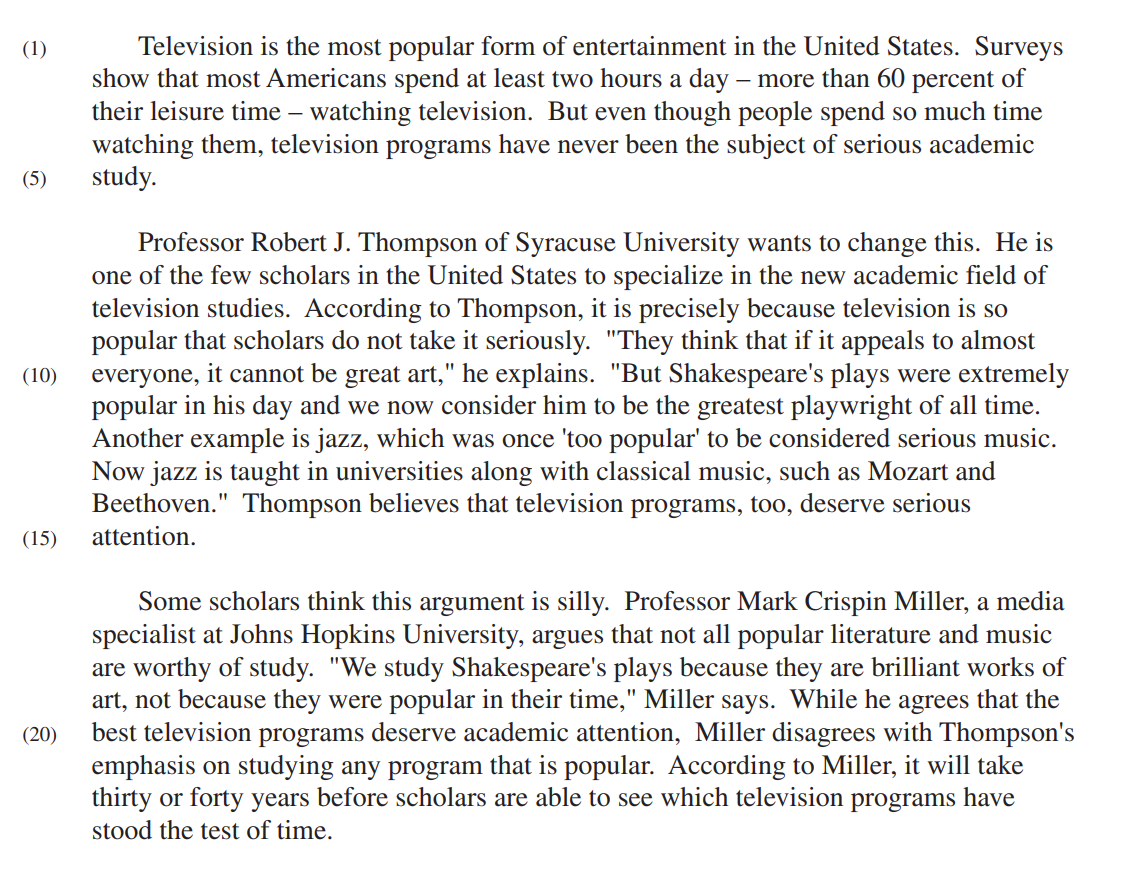 (1) Television is the most popular form of entertainment in the United States. Surveys
show that most Americans spend at least two hours a day – more than 60 percent of
their leisure time – watching television. But even though people spend so much time
watching them, television programs have never been the subject of serious academic
(5) study.
Professor Robert J. Thompson of Syracuse University wants to change this. He is
one of the few scholars in the United States to specialize in the new academic field of
television studies. According to Thompson, it is precisely because television is so
popular that scholars do not take it seriously. "They think that if it appeals to almost
(10) everyone, it cannot be great art," he explains. "But Shakespeare's plays were extremely
popular in his day and we now consider him to be the greatest playwright of all time.
Another example is jazz, which was once 'too popular' to be considered serious music.
Now jazz is taught in universities along with classical music, such as Mozart and
Beethoven." Thompson believes that television programs, too, deserve serious
(15) attention.
Some scholars think this argument is silly. Professor Mark Crispin Miller, a media
specialist at Johns Hopkins University, argues that not all popular literature and music
are worthy of study. "We study Shakespeare's plays because they are brilliant works of
art, not because they were popular in their time," Miller says. While he agrees that the
(20) best television programs deserve academic attention, Miller disagrees with Thompson's
emphasis on studying any program that is popular. According to Miller, it will take
thirty or forty years before scholars are able to see which television programs have
stood the test of time.